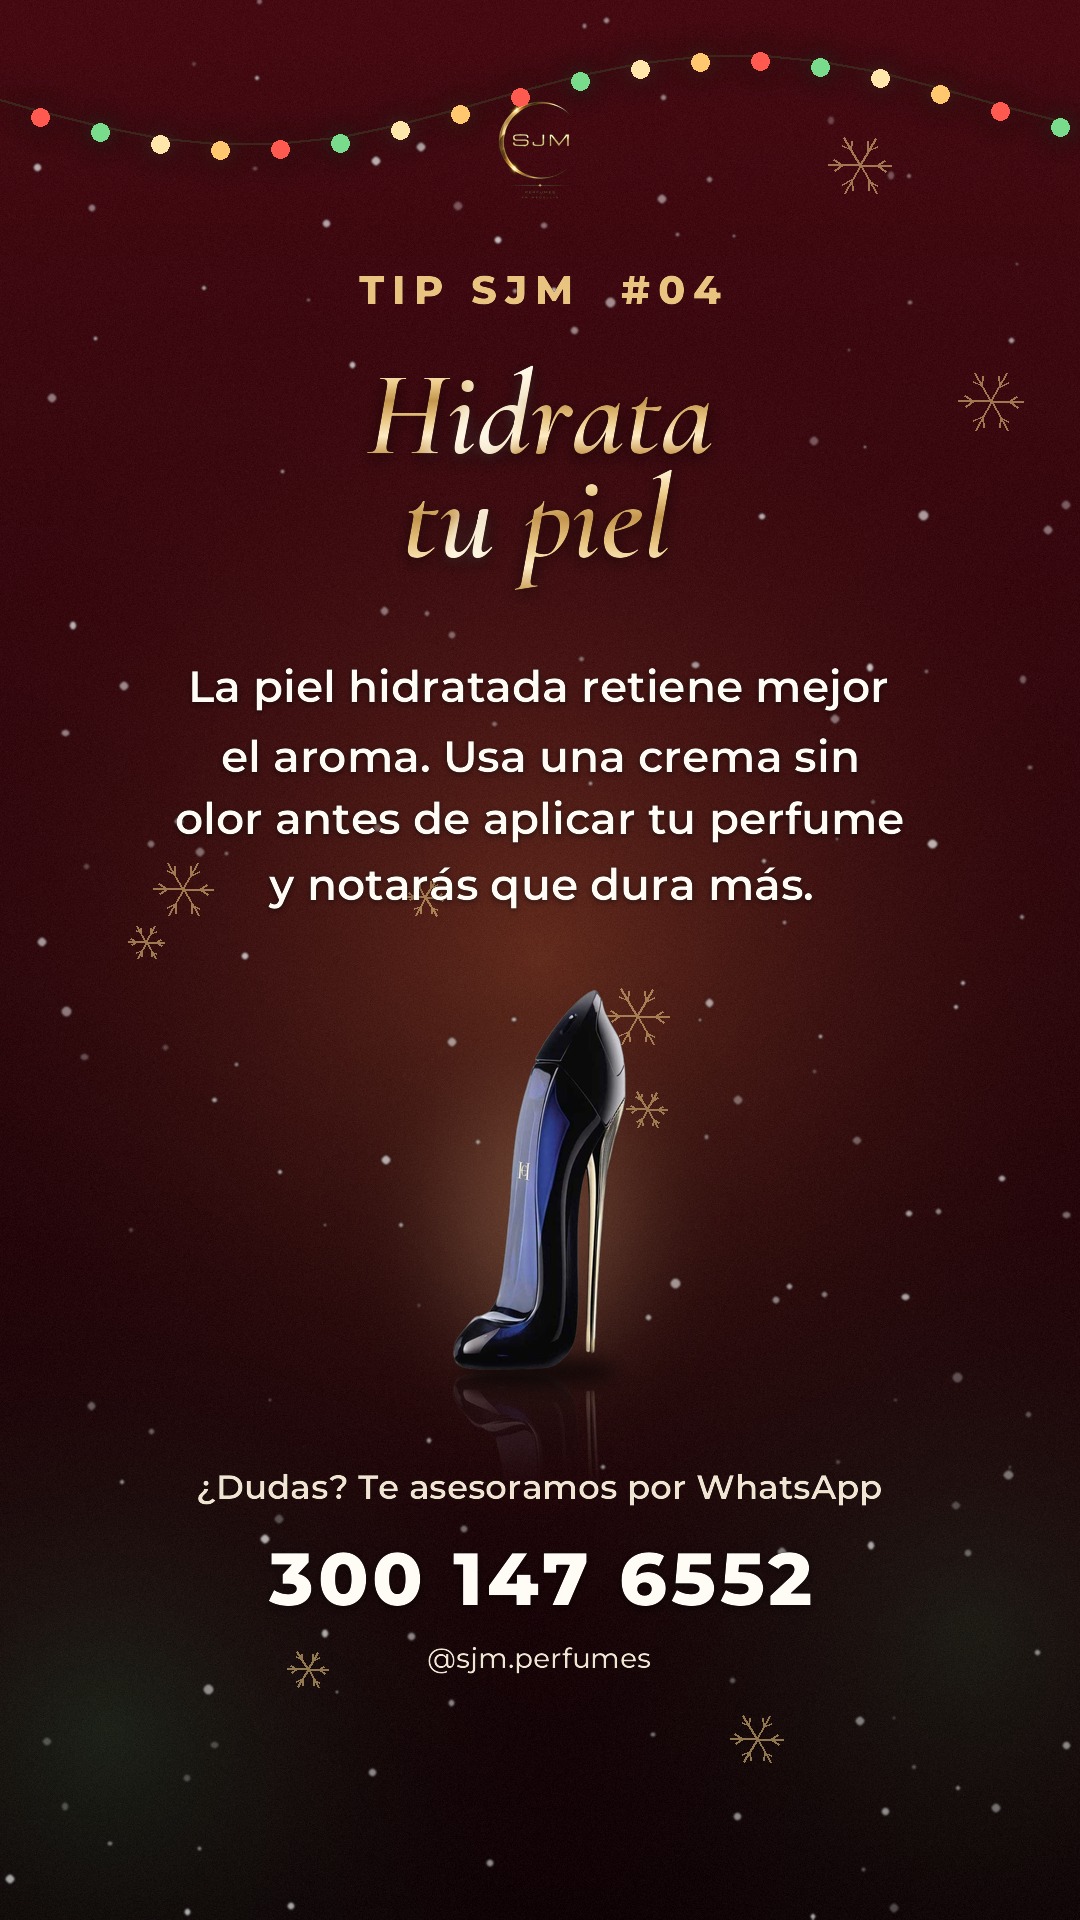 SJM
TIP SJM #04
Hidrata
tu piel
La piel hidratada retiene mejor
el aroma. Usa una crema sin
olor antes de aplicar tu perfume
y notarás que dura más.
¿Dudas? Te asesoramos por WhatsApp
300 147 6552
@sjm.perfumes